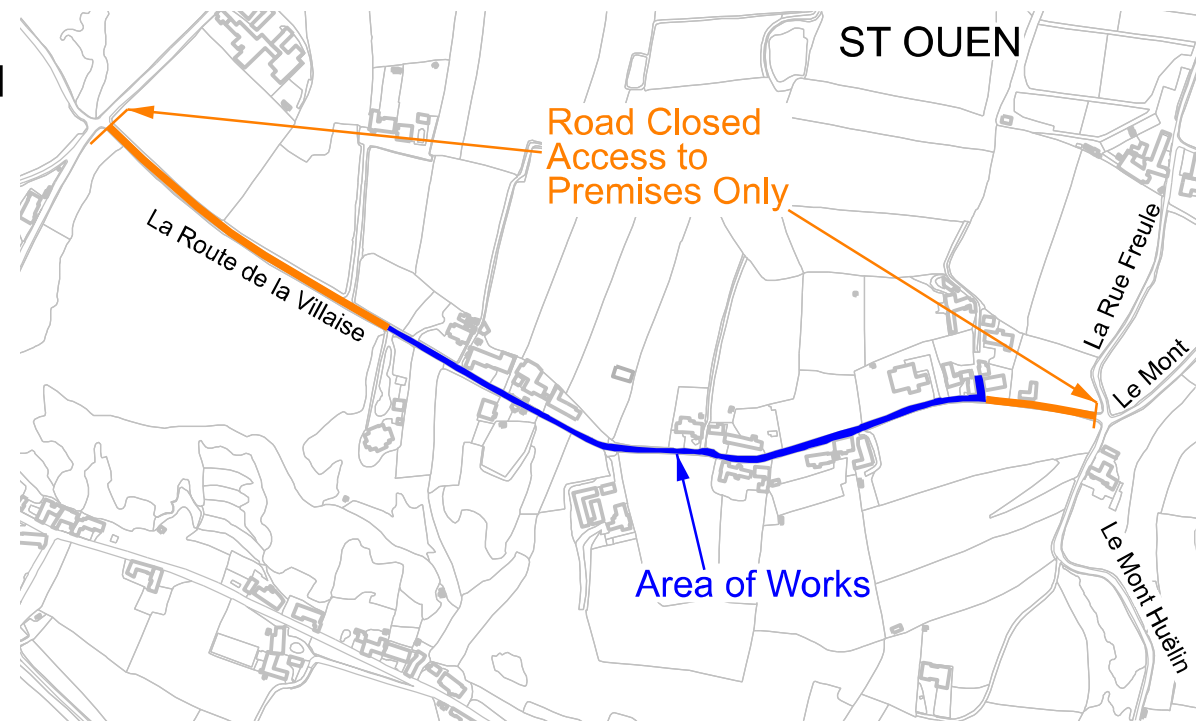 ST OUEN
Road Closed
Access to
Premises Only
La Route de la Villaise
La Rue Freule
Le Mont
Area of Works
Le Mont Huëlin